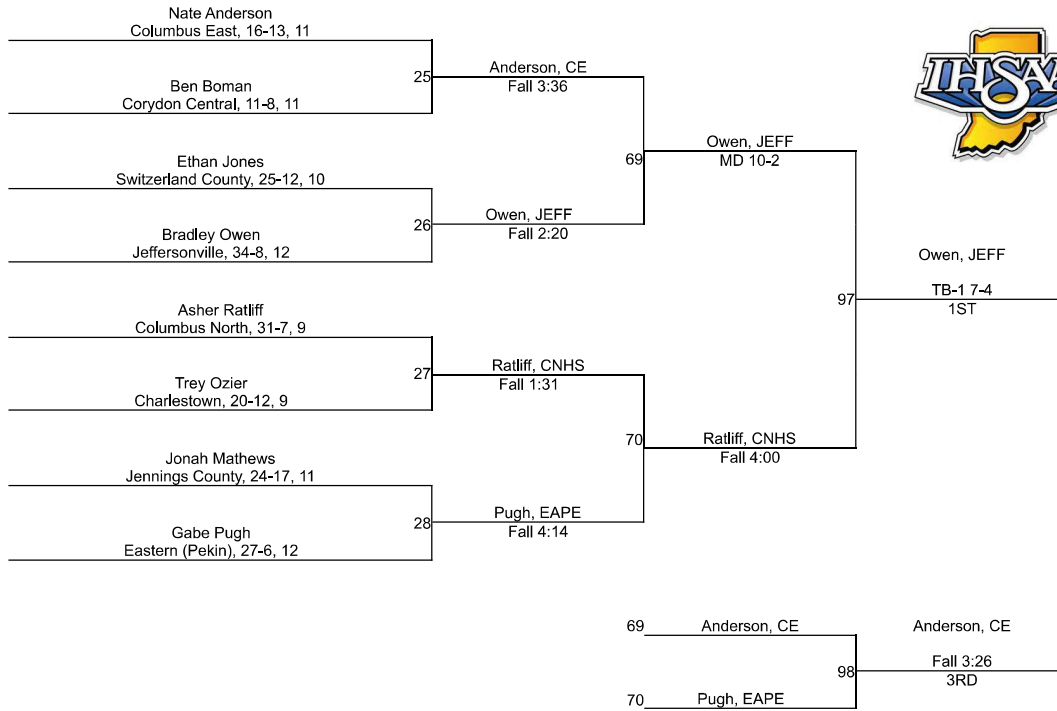 Nate Anderson
Columbus East, 16-13, 11
25
Ben Boman
Corydon Central, 11-8, 11
Anderson, CE
Fall 3:36
IHSAA
69
Owen, JEFF
MD 10-2
Ethan Jones
Switzerland County, 25-12, 10
26
Bradley Owen
Jeffersonville, 34-8, 12
Owen, JEFF
Fall 2:20
97
Owen, JEFF
TB-1 7-4
1ST
Asher Ratliff
Columbus North, 31-7, 9
27
Trey Ozier
Charlestown, 20-12, 9
Ratliff, CNHS
Fall 1:31
70
Ratliff, CNHS
Fall 4:00
Jonah Mathews
Jennings County, 24-17, 11
28
Gabe Pugh
Eastern (Pekin), 27-6, 12
Pugh, EAPE
Fall 4:14
69
Anderson, CE
98
70
Pugh, EAPE
Anderson, CE
Fall 3:26
3RD